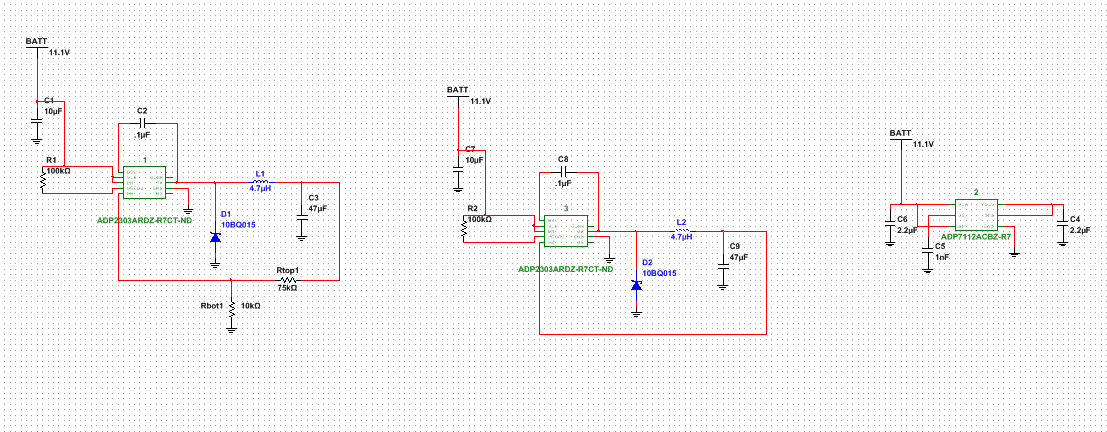 BATT
11.1V
C1
10µF
C2
.1µF
R1
100kΩ
1
ADP2303ARDZ-R7CT-ND
L1
4.7µH
D1
10BQ015
C3
47µF
Rtop1
75kΩ
Rbot1
10kΩ
BATT
11.1V
C7
10µF
C8
.1µF
R2
100kΩ
3
ADP2303ARDZ-R7CT-ND
L2
4.7µH
D2
10BQ015
C9
47µF
BATT
11.1V
2
C6
2.2µF
C5
1nF
ADP7112ACBZ-R7
C4
2.2µF